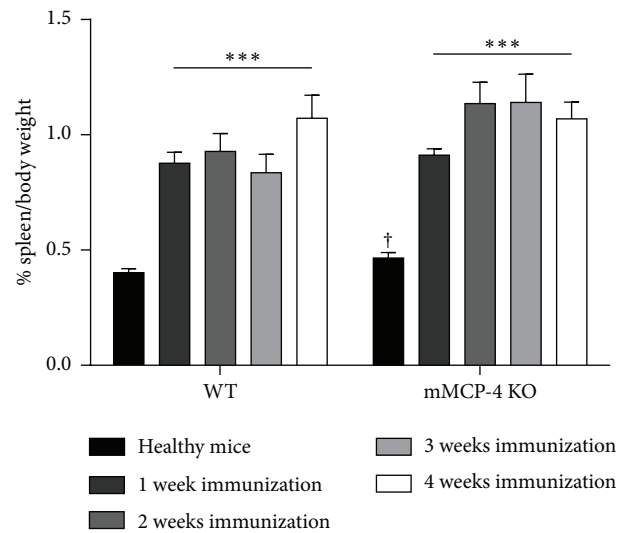 1.5
1.0
0.5
0.0
% spleen/body weight
***
***
†
WT
mMCP-4 KO
Healthy mice
1 week immunization
2 weeks immunization
3 weeks immunization
4 weeks immunization